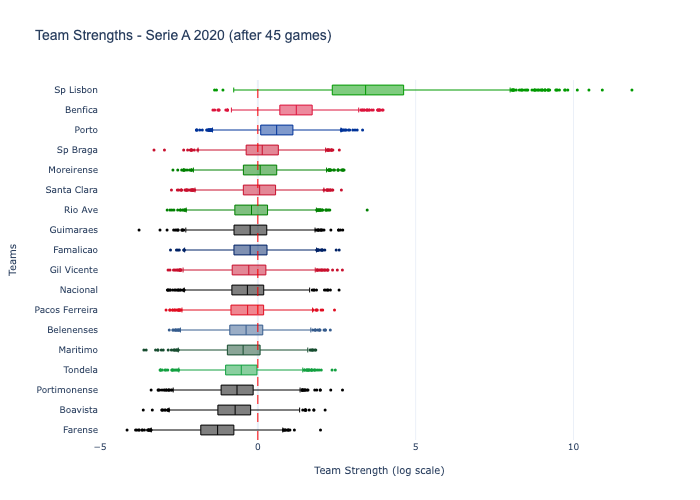 Team Strengths - Serie A 2020 (after 45 games)
Teams
Sp Lisbon
Benfica
Porto
Sp Braga
Moreirense
Santa Clara
Rio Ave
Guimaraes
Famalicao
Gil Vicente
Nacional
Pacos Ferreira
Belenenses
Maritimo
Tondela
Portimonense
Boavista
Farense
−5 0 5 10
Team Strength (log scale)